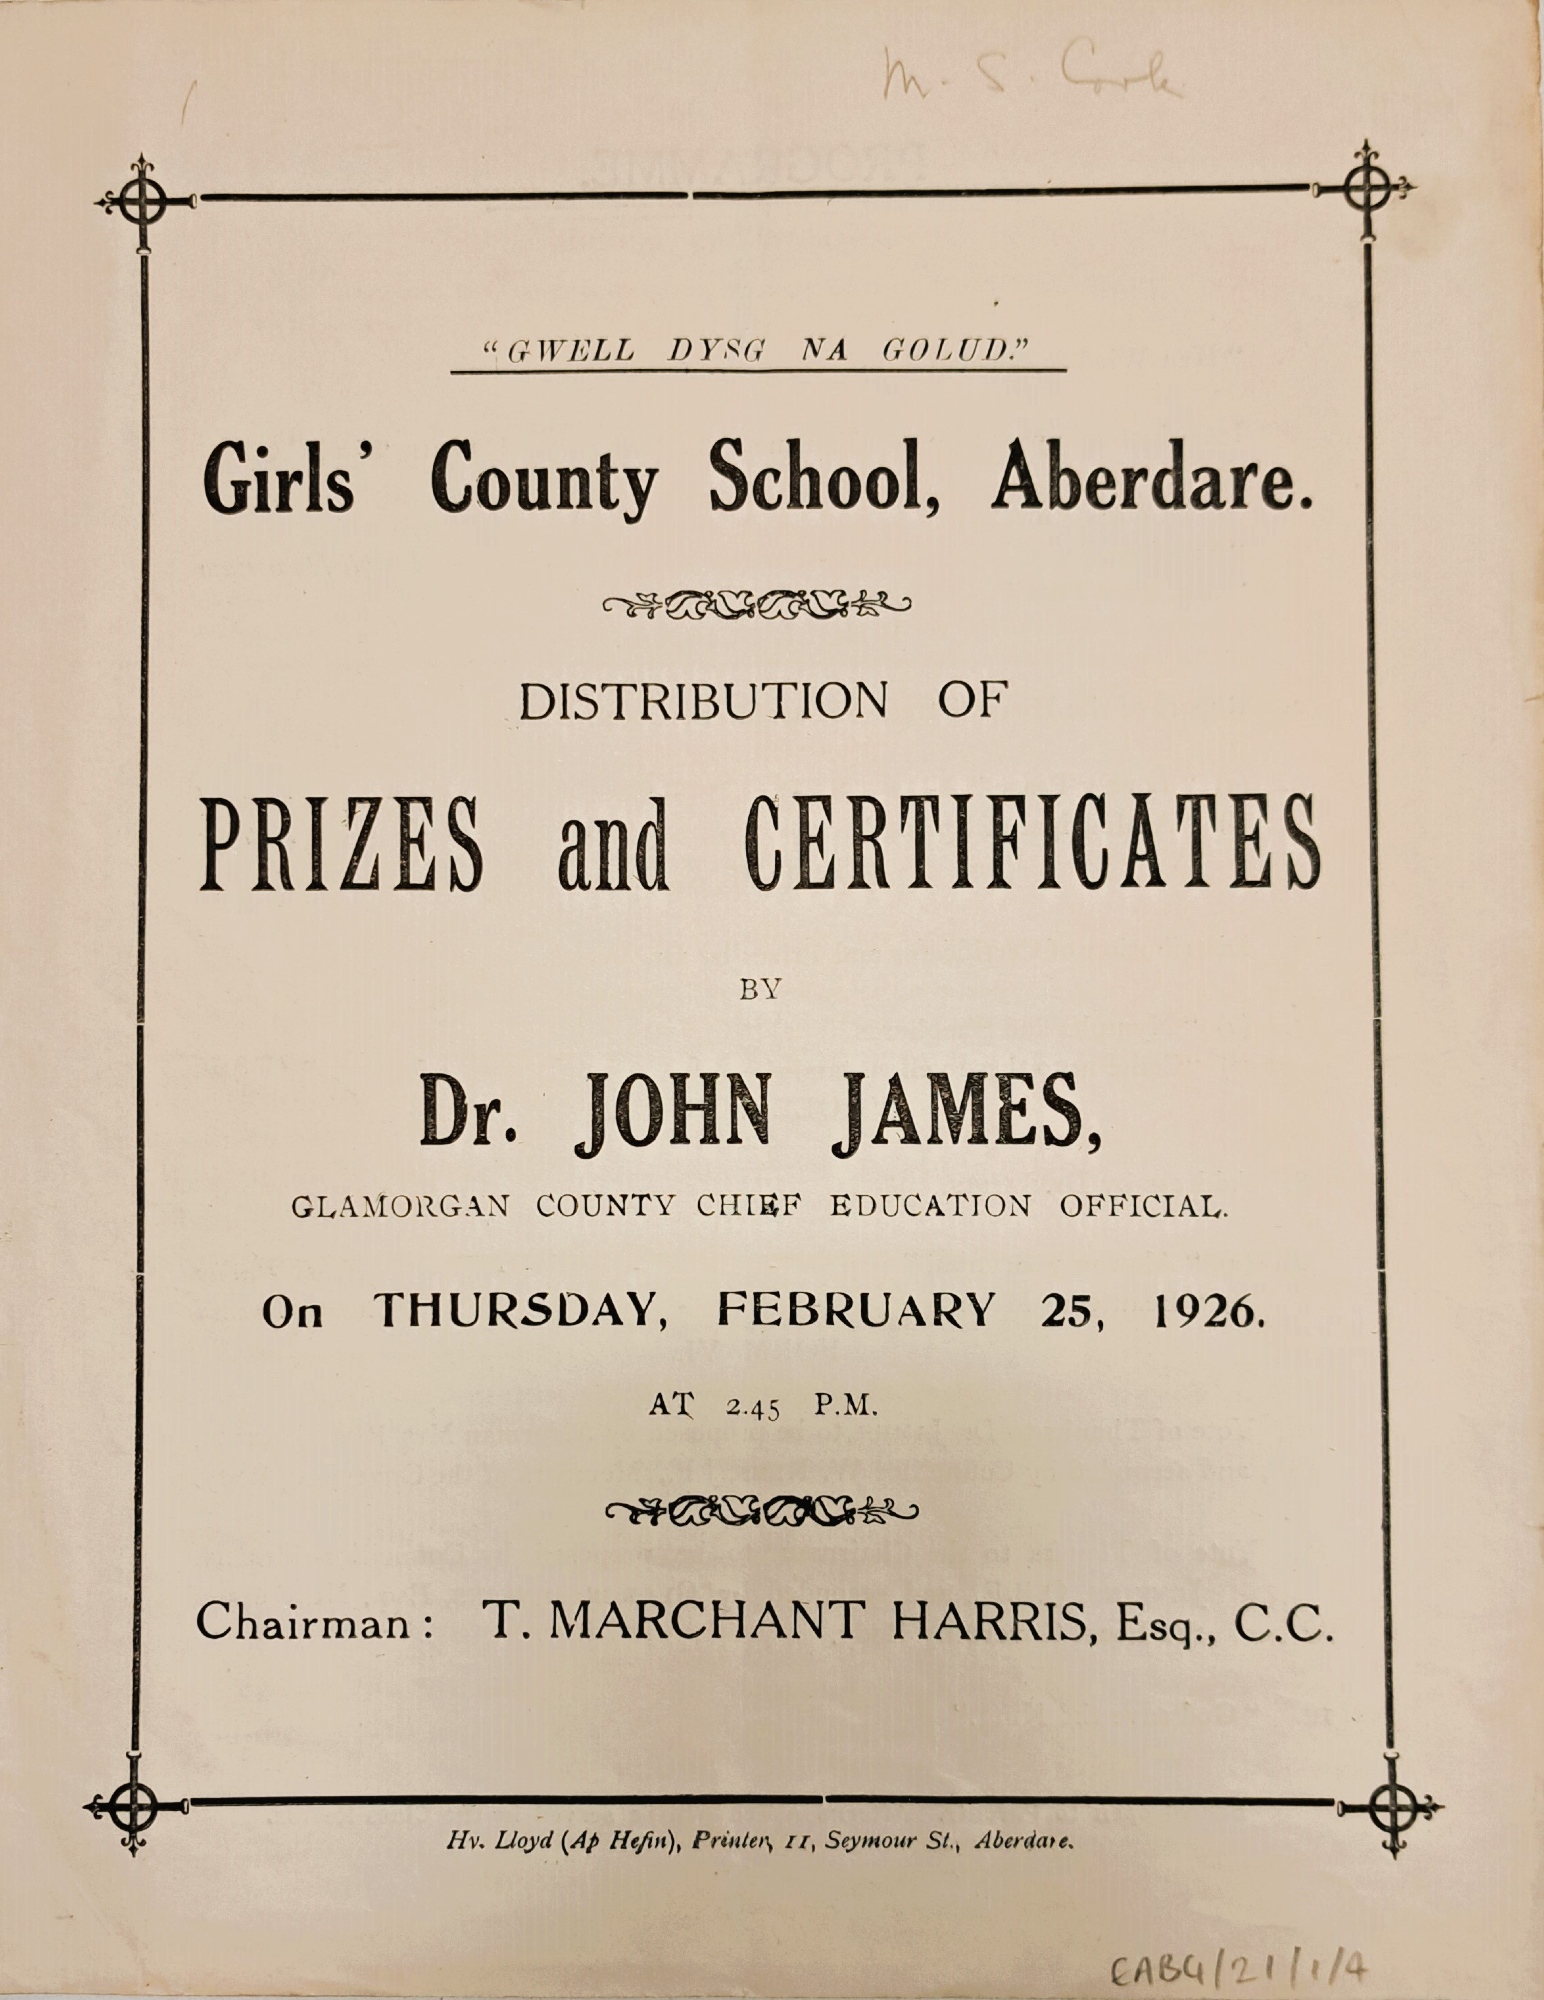 M. S. Cook
"GWELL DYSG NA GOLUD."
Girls' County School, Aberdare.
DISTRIBUTION OF
PRIZES and CERTIFICATES
BY
Dr. JOHN JAMES,
GLAMORGAN COUNTY CHIEF EDUCATION OFFICIAL.
On THURSDAY, FEBRUARY 25, 1926.
AT 2.45 P.M.
Chairman: T. MARCHANT HARRIS, Esq., C.C.
Hy. Lloyd (Ap Hefin), Printer, 11, Seymour St., Aberdare.
EABG/21/1/4